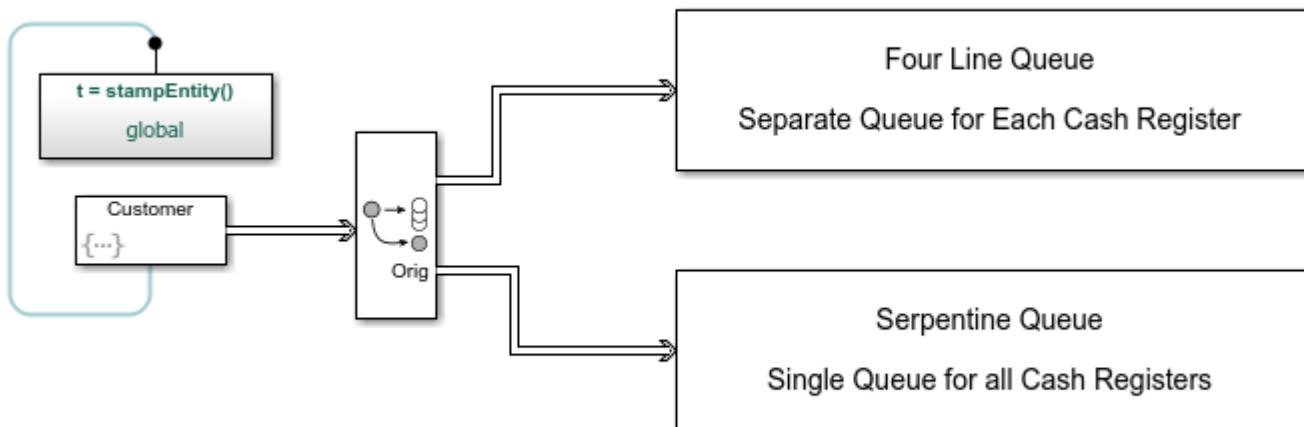 t = stampEntity()
global
Customer
{...}
Orig
Four Line Queue
Separate Queue for Each Cash Register
Serpentine Queue
Single Queue for all Cash Registers